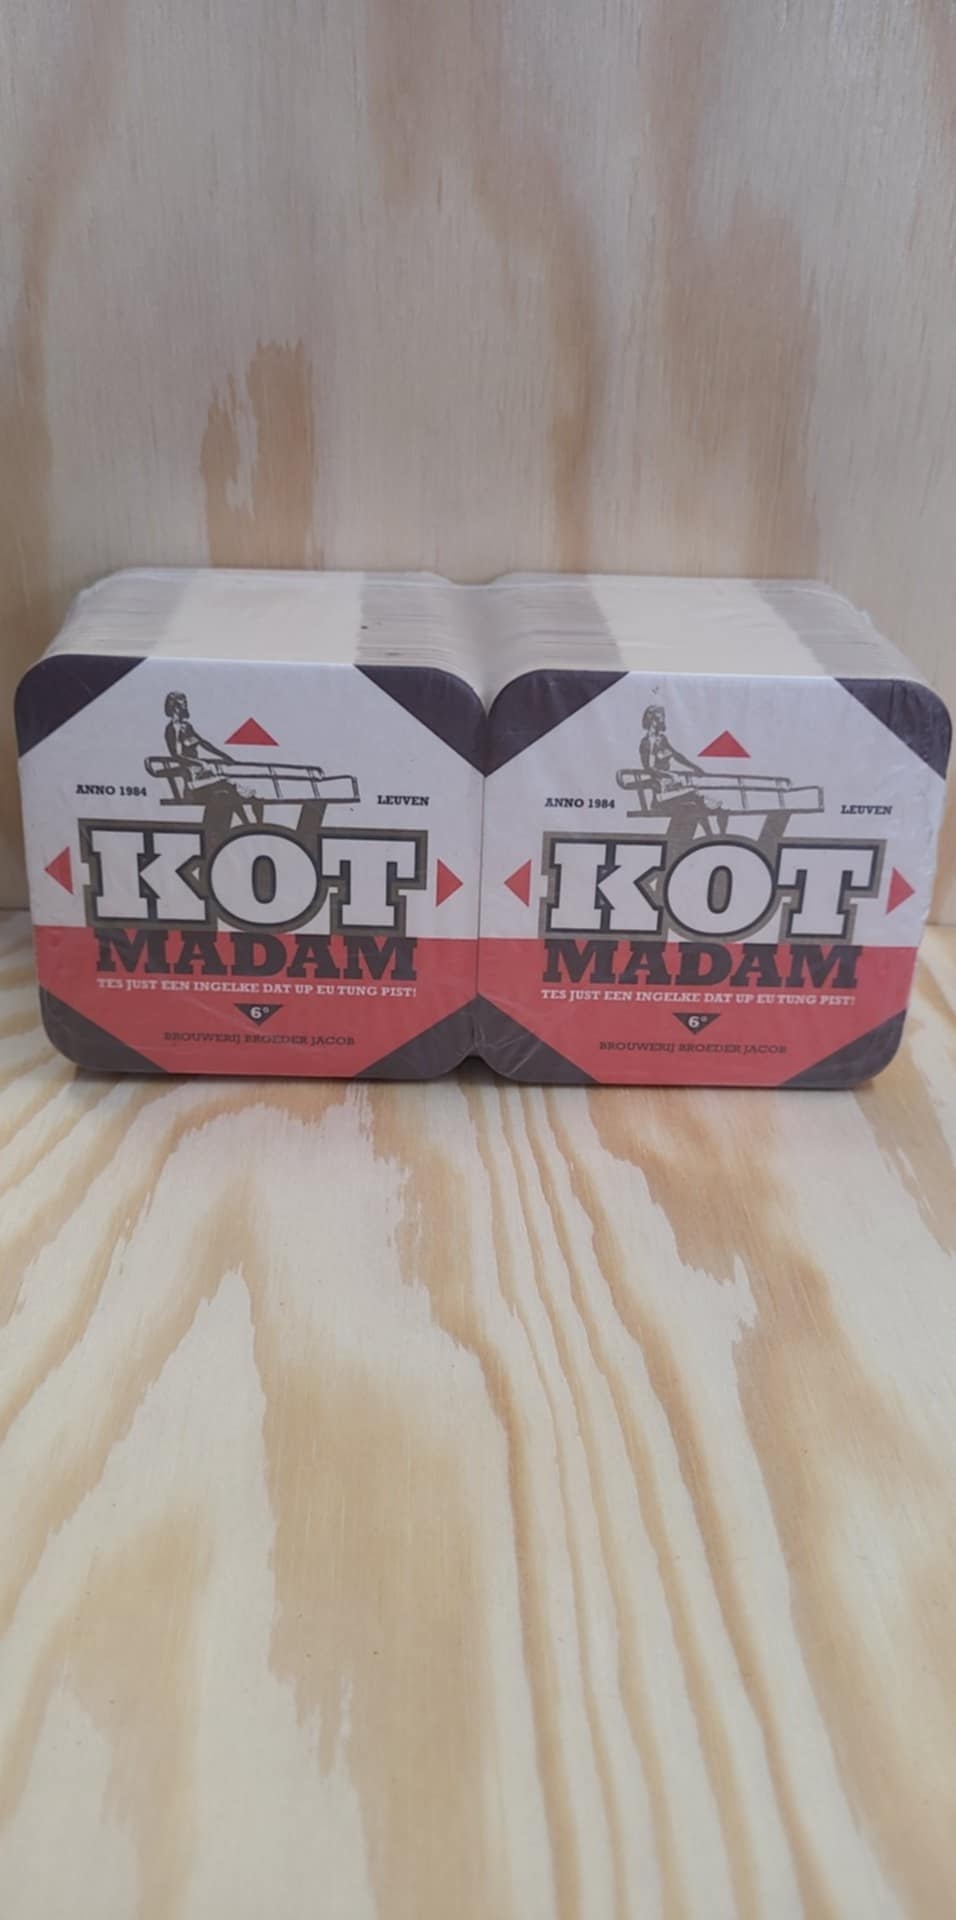 ANNO 1984
LEUVEN
KOT
MADAM
TES JUST EEN INGELKE DAT UP EU TUNG PIST!
6°
BROUWERIJ BROEDER JACOB
ANNO 1984
LEUVEN
KOT
MADAM
TES JUST EEN INGELKE DAT UP EU TUNG PIST!
6°
BROUWERIJ BROEDER JACOB